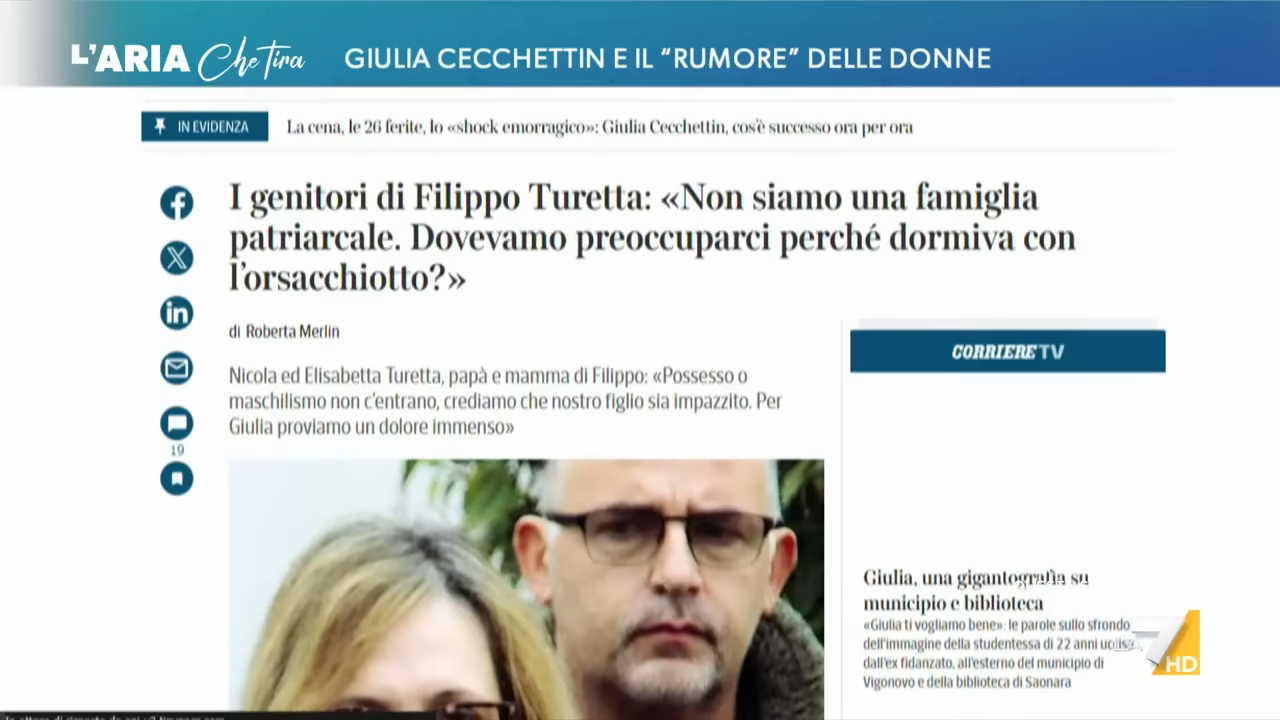 L'ARIA Che tira
GIULIA CECCHETTIN E IL “RUMORE” DELLE DONNE
IN EVIDENZA
La cena, le 26 ferite, lo «shock emorragico»: Giulia Cecchettin, cos'è successo ora per ora
I genitori di Filippo Turetta: «Non siamo una famiglia
patriarcale. Dovevamo preoccuparci perché dormiva con
l'orsacchiotto?»
di Roberta Merlin
Nicola ed Elisabetta Turetta, papà e mamma di Filippo: «Possesso o
maschilismo non c'entrano, crediamo che nostro figlio sia impazzito. Per
Giulia proviamo un dolore immenso»
19
CORRIERE TV
Giulia, una gigantografia su
municipio e biblioteca
«Giulia ti vogliamo bene»: le parole sullo sfrondo
dell'immagine della studentessa di 22 anni uccisa
dall'ex fidanzato, all'esterno del municipio di
Vigonovo e della biblioteca di Saonara
7 HD